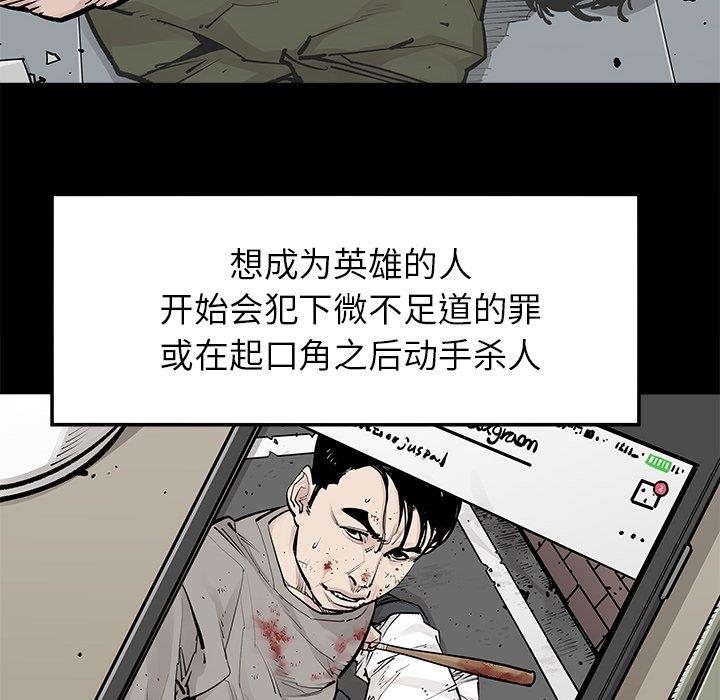 想成为英雄的人
开始会犯下微不足道的罪
或在起口角之后动手杀人